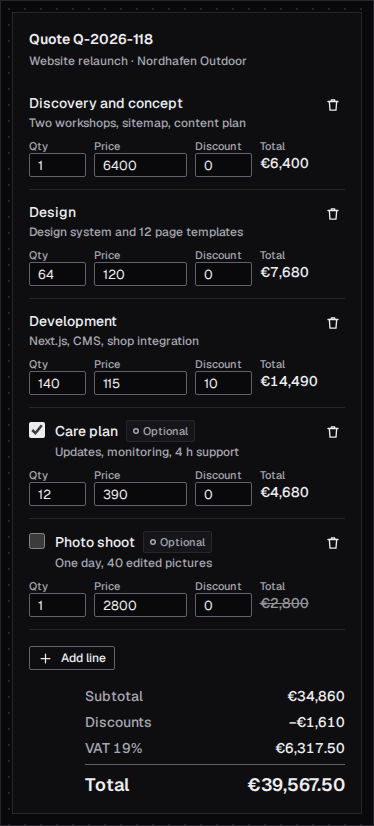 Quote Q-2026-118
Website relaunch · Nordhafen Outdoor
Discovery and concept
Two workshops, sitemap, content plan
Qty Price Discount Total
1 6400 0 €6,400
Design
Design system and 12 page templates
Qty Price Discount Total
64 120 0 €7,680
Development
Next.js, CMS, shop integration
Qty Price Discount Total
140 115 10 €14,490
Care plan Optional
Updates, monitoring, 4 h support
Qty Price Discount Total
12 390 0 €4,680
Photo shoot Optional
One day, 40 edited pictures
Qty Price Discount Total
1 2800 0 €2,800
Add line
Subtotal €34,860
Discounts −€1,610
VAT 19% €6,317.50
Total €39,567.50